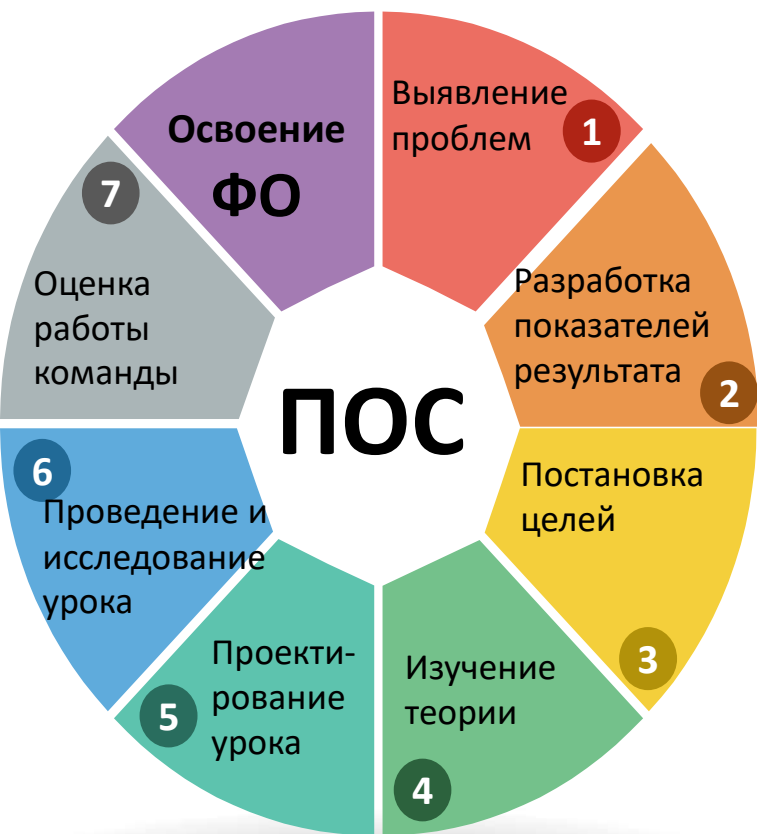 Освоение
ФО
Выявление
проблем
1
Разработка
показателей
результата
2
Постановка
целей
3
Изучение
теории
4
Проекти-
рование
урока
5
6
Проведение и
исследование
урока
7
Оценка
работы
команды
ПОС